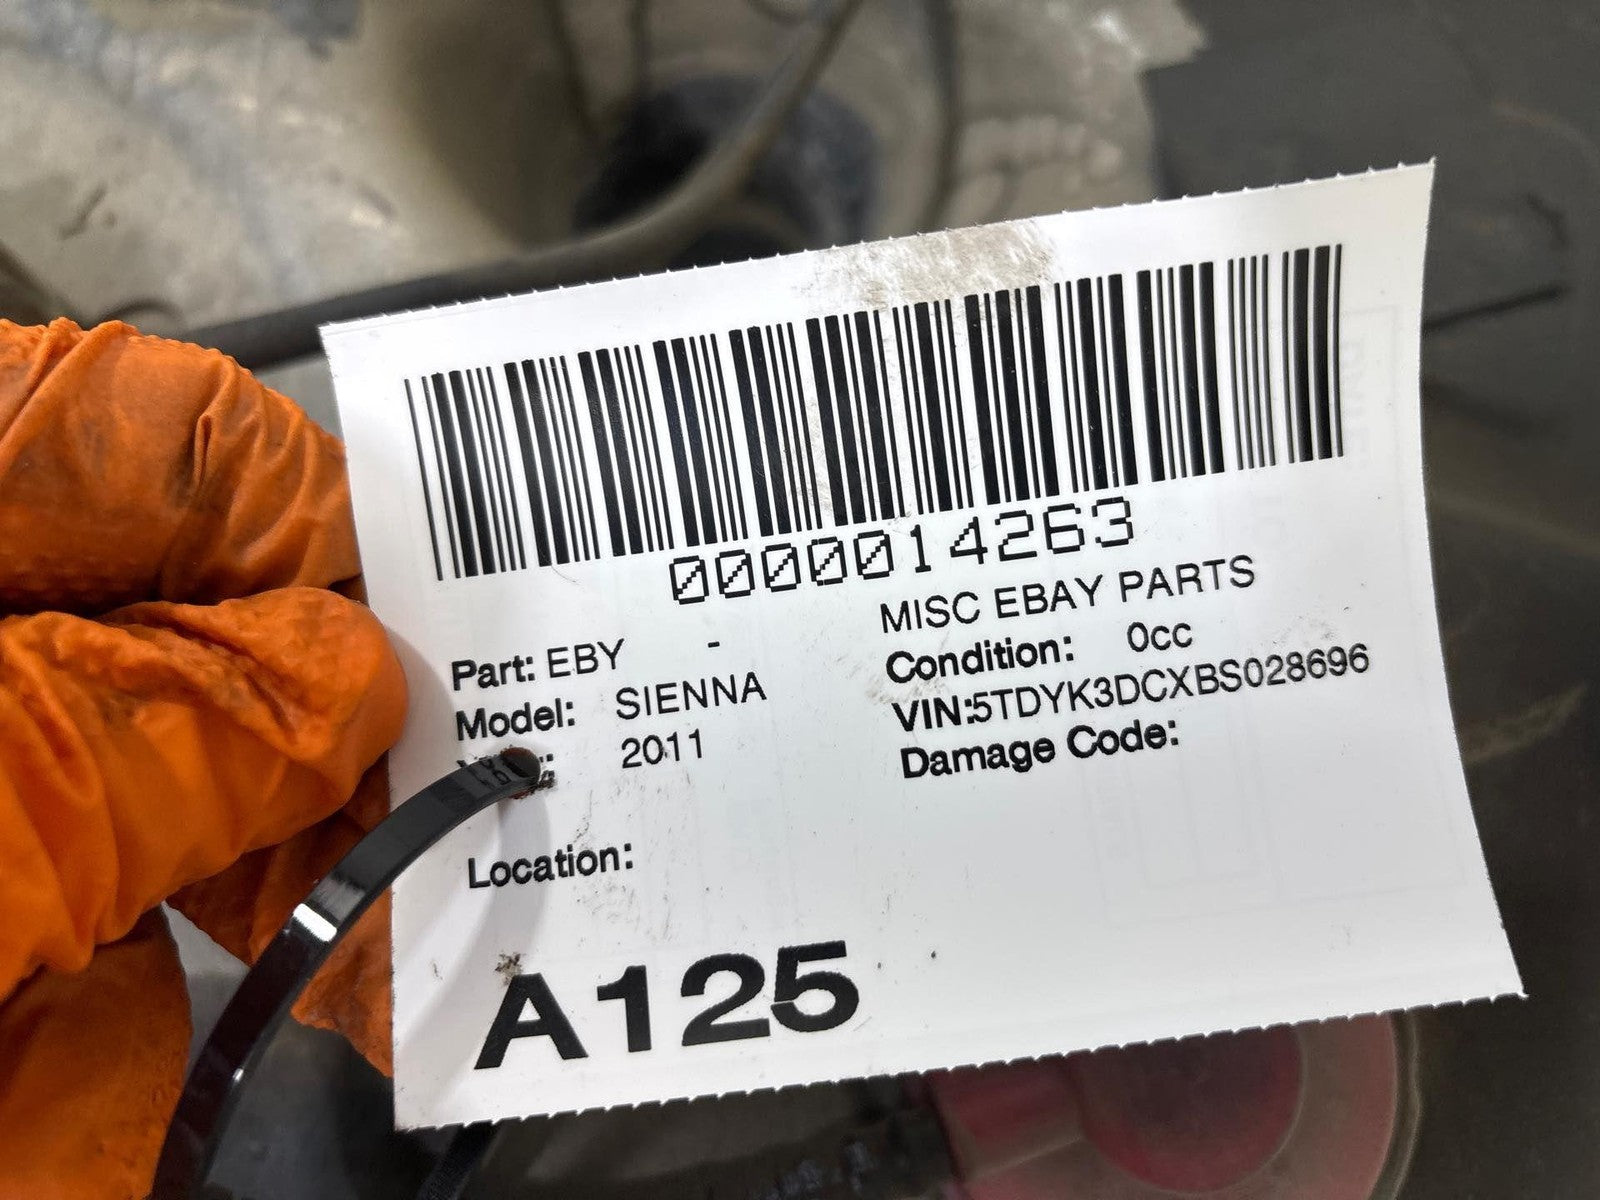 0000014263
MISC EBAY PARTS
Part: EBY -
Condition: 0cc
Model: SIENNA
VIN:5TDYK3DCXBS028696
2011
Damage Code:
Location:
A125